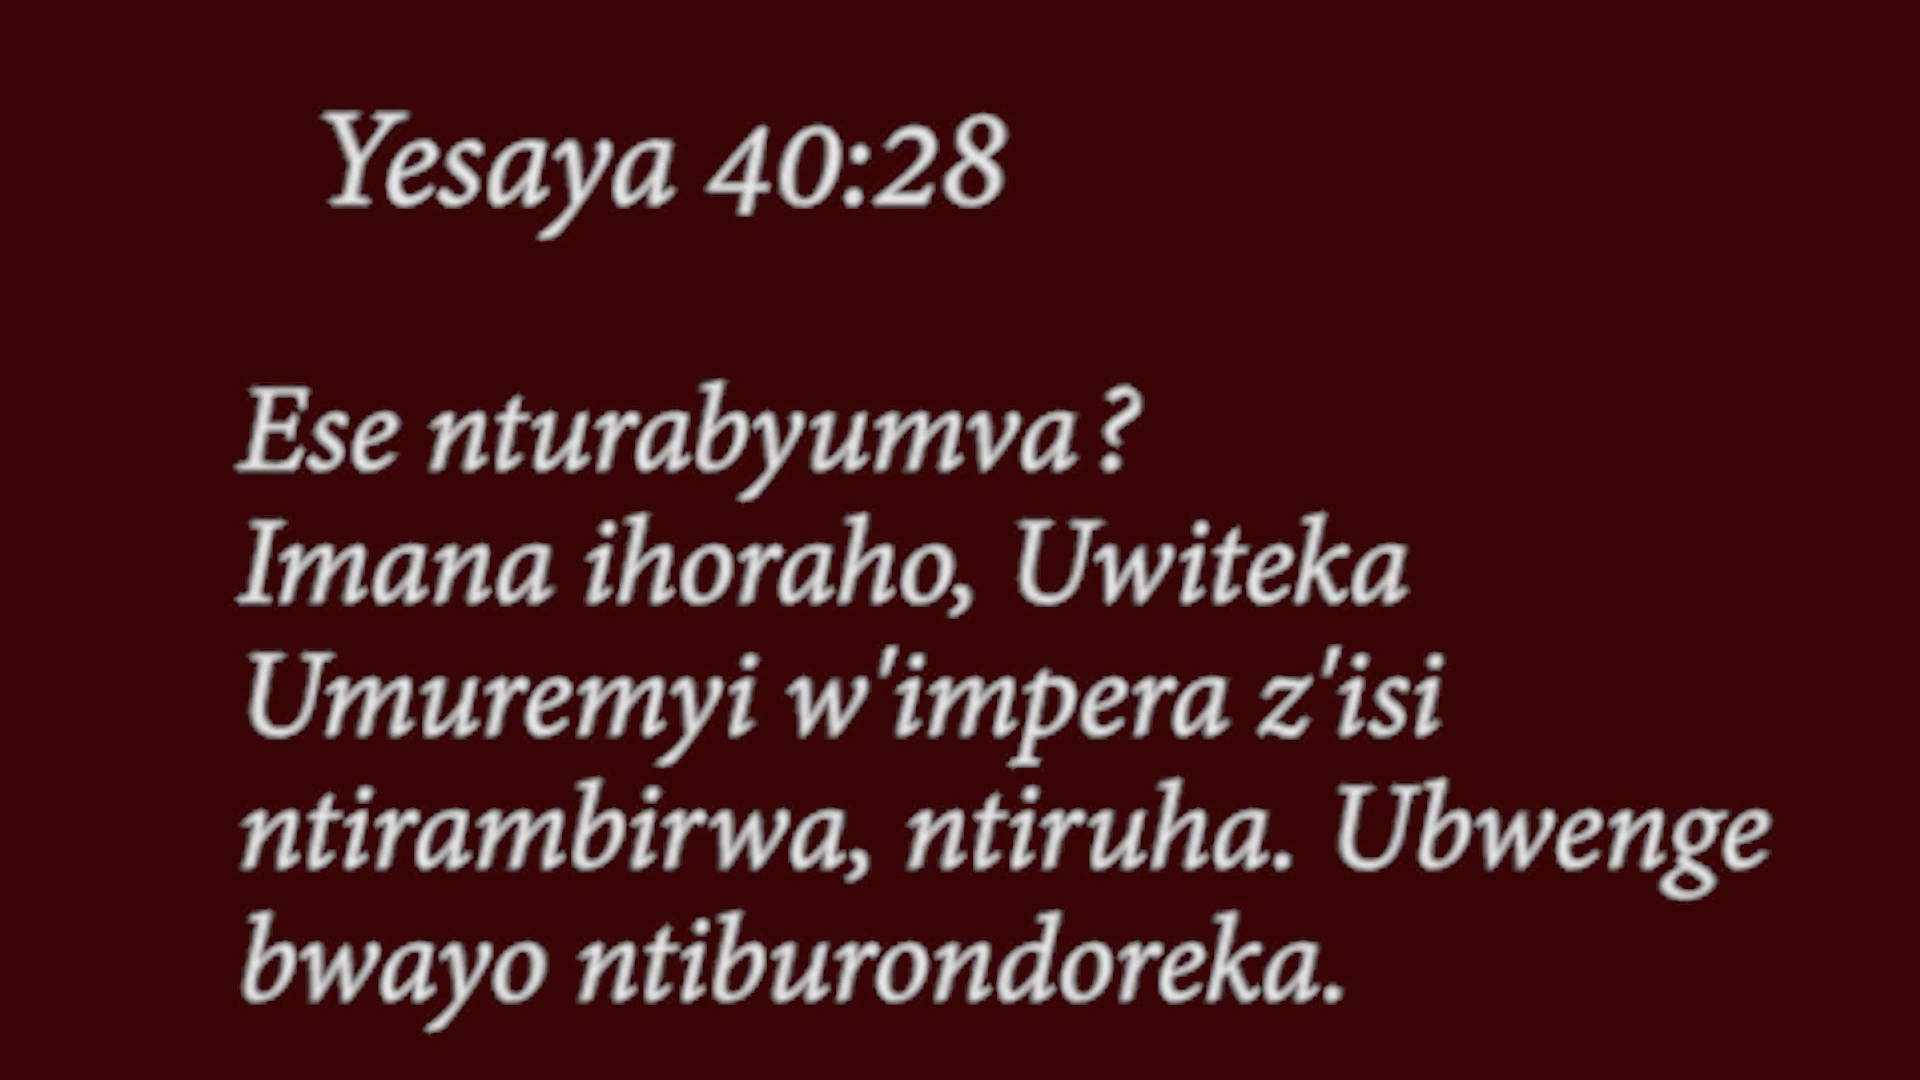 Yesaya 40:28
Ese nturabyumva?
Imana ihoraho, Uwiteka
Umuremyi w'impera z'isi
ntirambirwa, ntiruha. Ubwenge
bwayo ntiburondoreka.